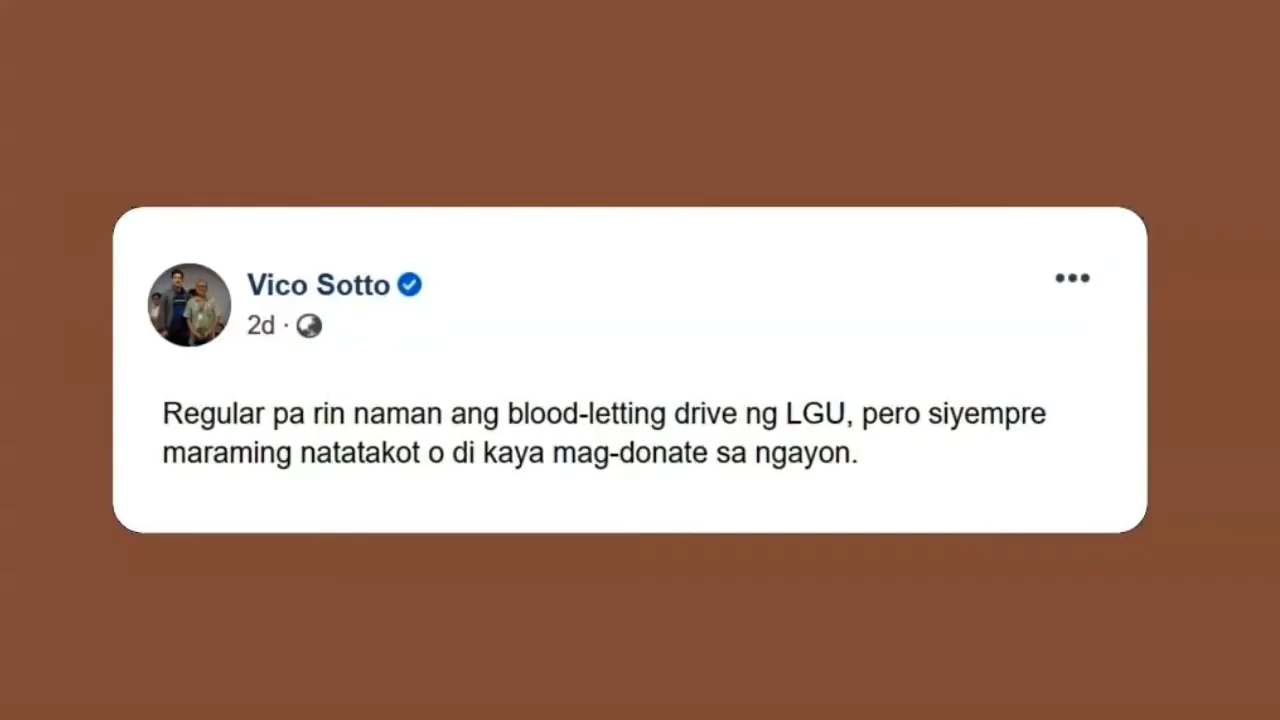 Vico Sotto
2d ·
Regular pa rin naman ang blood-letting drive ng LGU, pero siyempre
maraming natatakot o di kaya mag-donate sa ngayon.